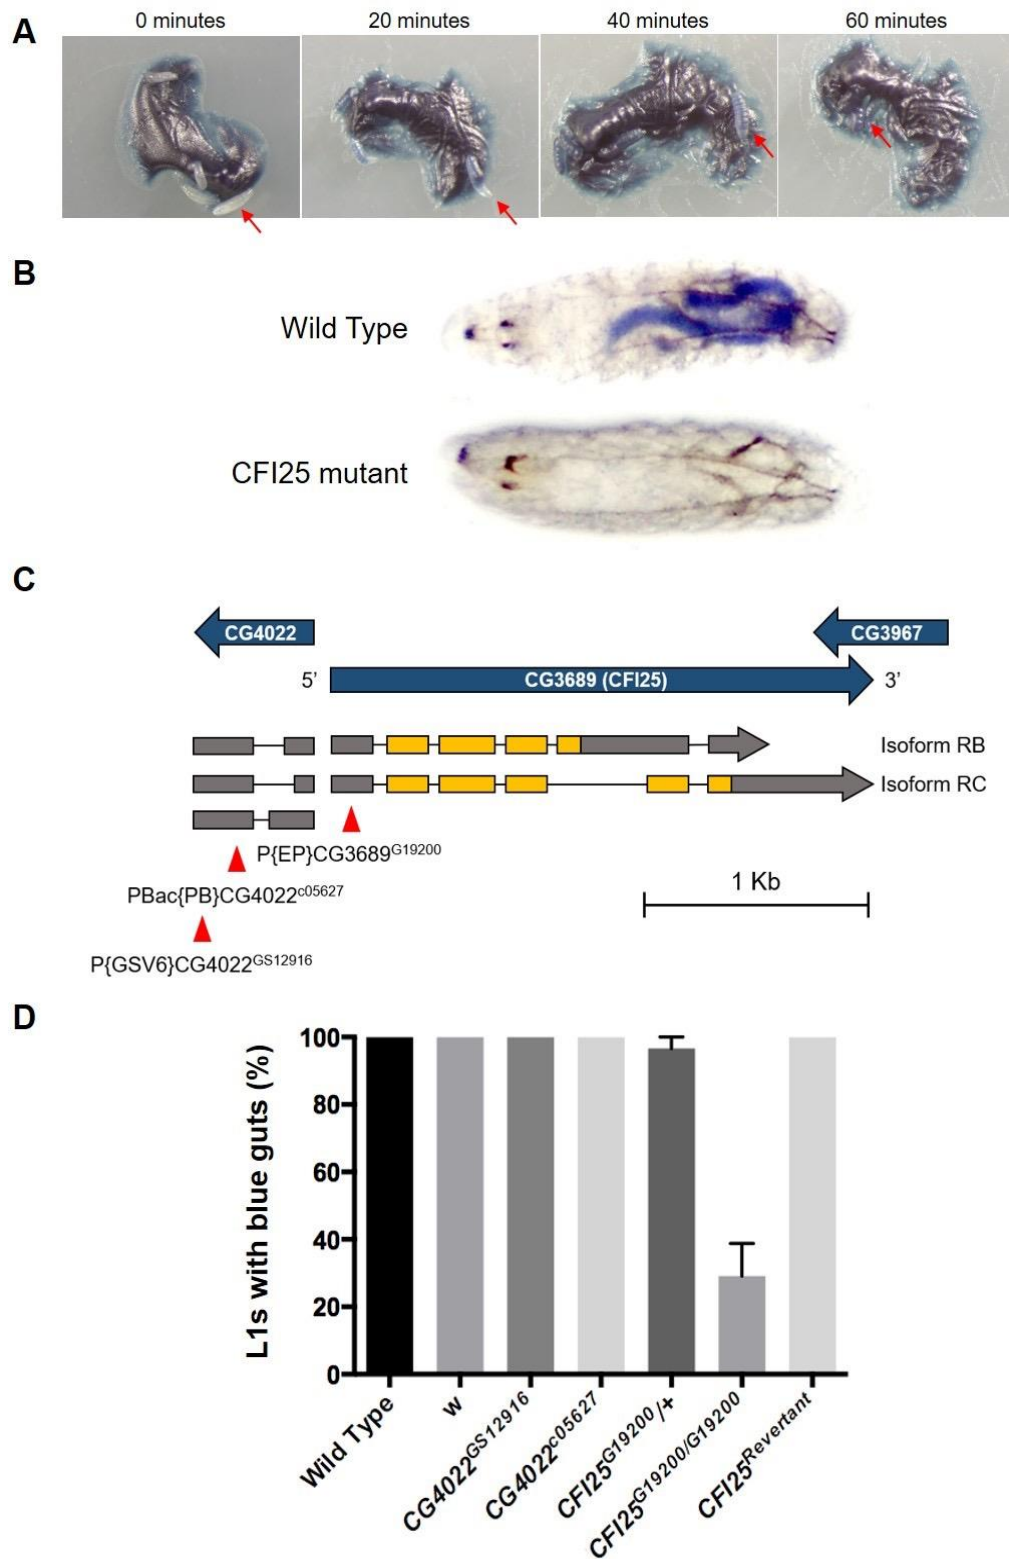 A
0 minutes 20 minutes 40 minutes 60 minutes
B
Wild Type
CFI25 mutant
C
CG4022 CG3967
5’ CG3689 (CFI25) 3’
Isoform RB
Isoform RC
P{EP}CG3689G19200
PBac{PB}CG4022c05627
1 Kb
P{GSV6}CG4022GS12916
D
L1s with blue guts (%)
100
80
60
40
20
0
Wild Type
w
CG4022GS12916
CG4022c05627
CFI25G19200/+
CFI25G19200/G19200
CFI25Revertant